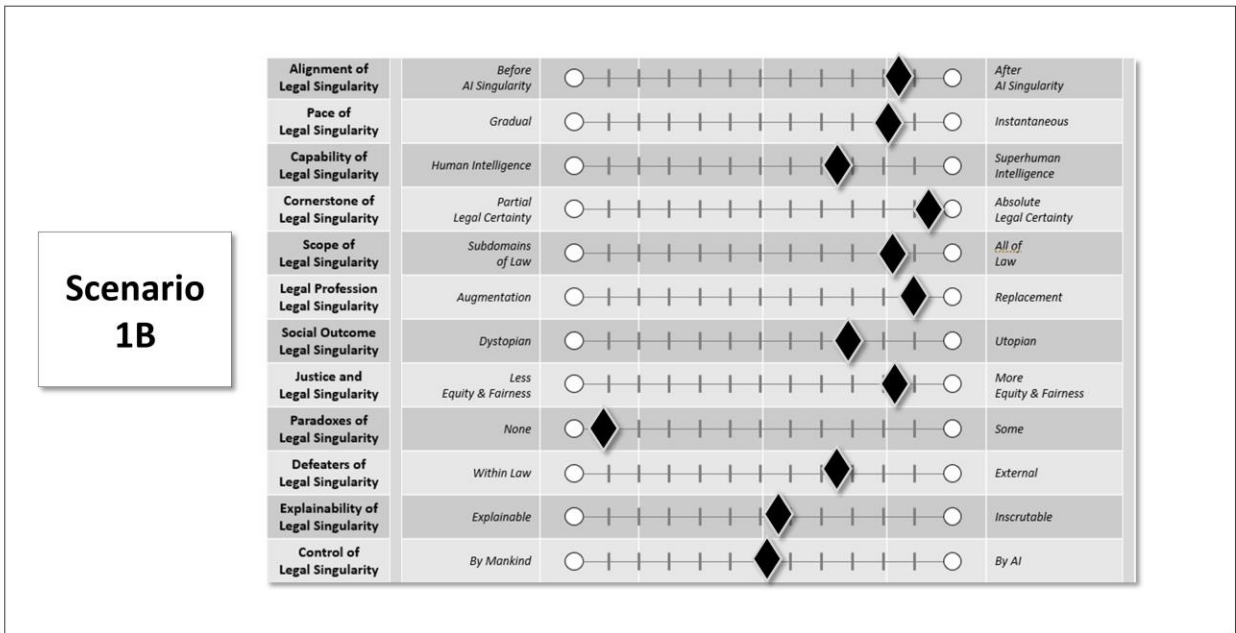 Scenario
1B
Alignment of
Legal Singularity
Before
AI Singularity
After
AI Singularity
Pace of
Legal Singularity
Gradual
Instantaneous
Capability of
Legal Singularity
Human Intelligence
Superhuman
Intelligence
Cornerstone of
Legal Singularity
Partial
Legal Certainty
Absolute
Legal Certainty
Scope of
Legal Singularity
Subdomains
of Law
All of
Law
Legal Profession
Legal Singularity
Augmentation
Replacement
Social Outcome
Legal Singularity
Dystopian
Utopian
Justice and
Legal Singularity
Less
Equity & Fairness
More
Equity & Fairness
Paradoxes of
Legal Singularity
None
Some
Defeaters of
Legal Singularity
Within Law
External
Explainability of
Legal Singularity
Explainable
Inscrutable
Control of
Legal Singularity
By Mankind
By AI